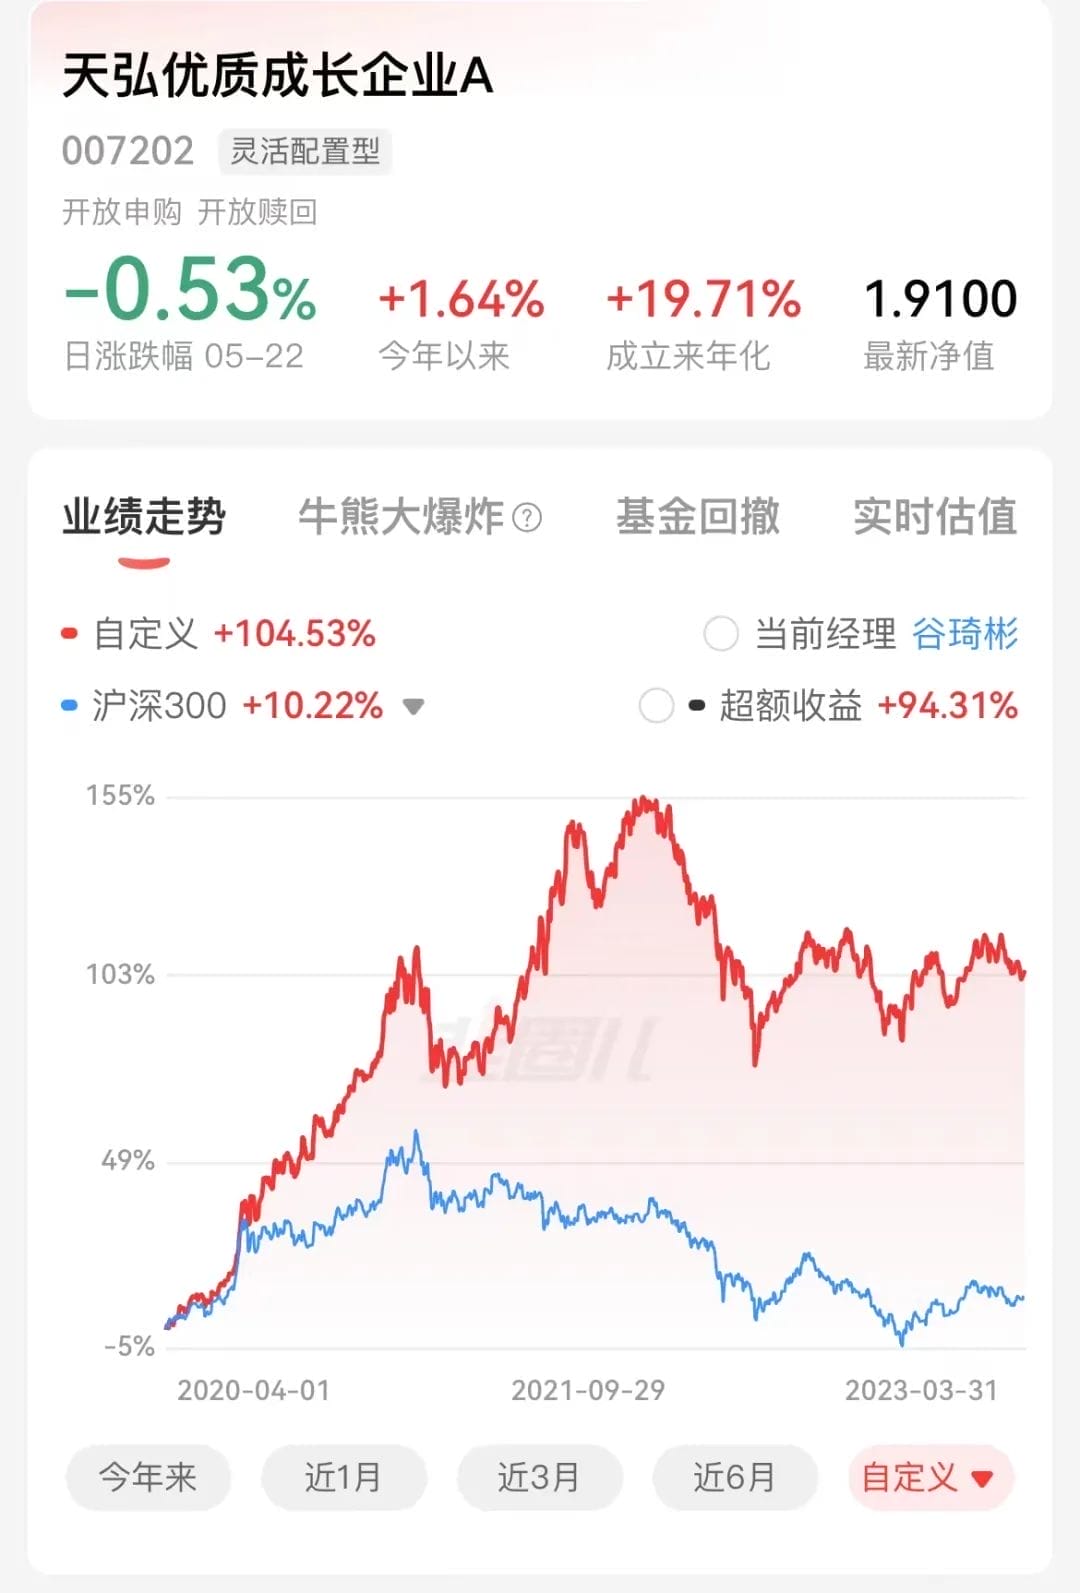 天弘优质成长企业A
007202 灵活配置型
开放申购 开放赎回
-0.53% +1.64% +19.71% 1.9100
日涨跌幅 05-22 今年以来 成立来年化 最新净值
业绩走势 牛熊大爆炸 ? 基金回撤 实时估值
自定义 +104.53% 当前经理 谷琦彬
沪深300 +10.22% 超额收益 +94.31%
155%
103%
49%
-5%
2020-04-01 2021-09-29 2023-03-31
今年来 近1月 近3月 近6月 自定义